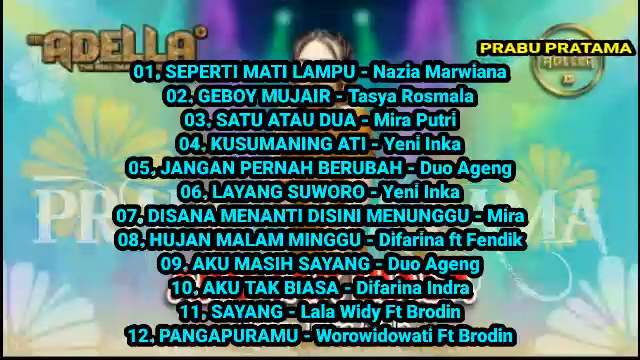 ADELLA
PRABU PRATAMA
01, SEPERTI MATI LAMPU - Nazia Marwiana
02. GEBOY MUJAIR - Tasya Rosmala
03. SATU ATAU DUA - Mira Putri
04. KUSUMANING ATI - Yeni Inka
05, JANGAN PERNAH BERUBAH - Duo Ageng
06, LAYANG SUWORO - Yeni Inka
07, DISANA MENANTI DISINI MENUNGGU - Mira
08, HUJAN MALAM MINGGU - Difarina ft Fendik
09, AKU MASIH SAYANG - Duo Ageng
10, AKU TAK BIASA - Difarina Indra
11, SAYANG - Lala Widy Ft Brodin
12. PANGAPURAMU - Worowidowati Ft Brodin